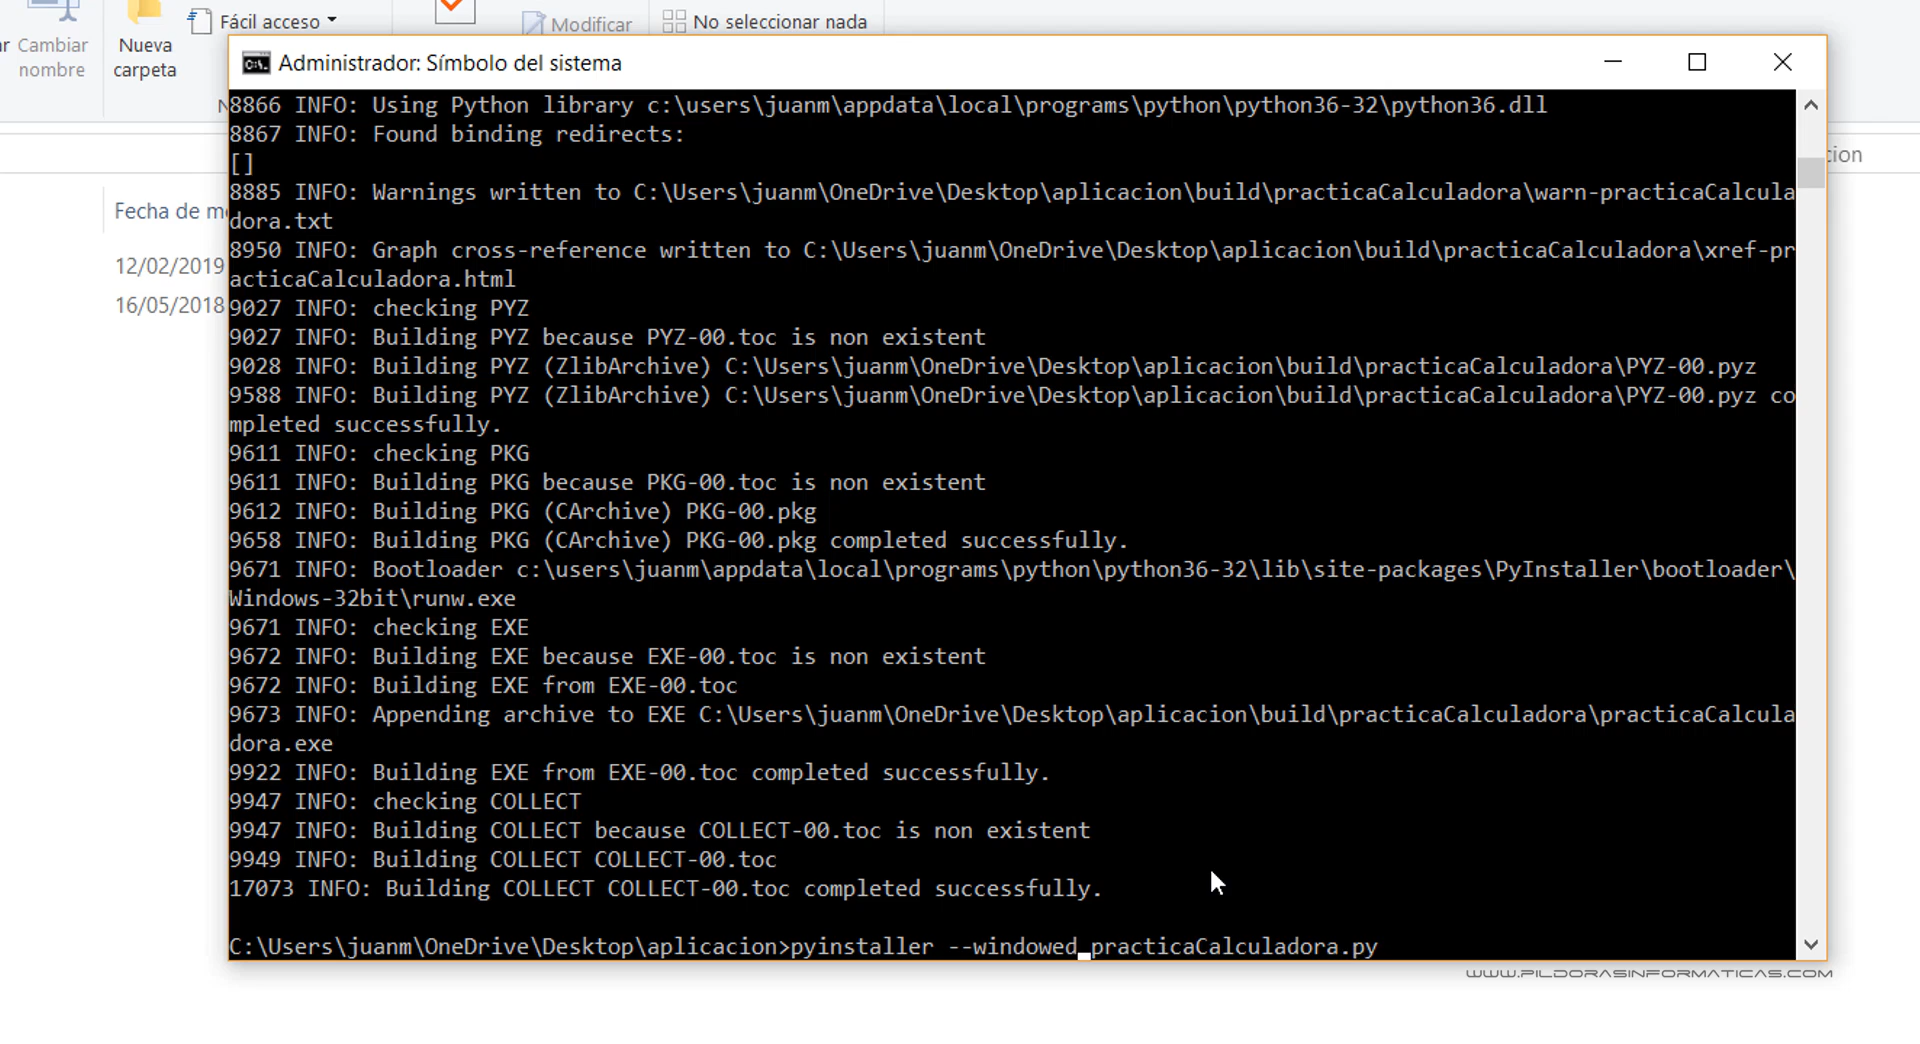 Fácil acceso
Modificar
No seleccionar nada
Cambiar
nombre
Nueva
carpeta
Administrador: Símbolo del sistema
8866 INFO: Using Python library c:\users\juanm\appdata\local\programs\python\python36-32\python36.dll
8867 INFO: Found binding redirects:
[]
8885 INFO: Warnings written to C:\Users\juanm\OneDrive\Desktop\aplicacion\build\practicaCalculadora\warn-practicaCalcula
dora.txt
8950 INFO: Graph cross-reference written to C:\Users\juanm\OneDrive\Desktop\aplicacion\build\practicaCalculadora\xref-pr
acticaCalculadora.html
9027 INFO: checking PYZ
9027 INFO: Building PYZ because PYZ-00.toc is non existent
9028 INFO: Building PYZ (ZlibArchive) C:\Users\juanm\OneDrive\Desktop\aplicacion\build\practicaCalculadora\PYZ-00.pyz
9588 INFO: Building PYZ (ZlibArchive) C:\Users\juanm\OneDrive\Desktop\aplicacion\build\practicaCalculadora\PYZ-00.pyz co
mpleted successfully.
9611 INFO: checking PKG
9611 INFO: Building PKG because PKG-00.toc is non existent
9612 INFO: Building PKG (CArchive) PKG-00.pkg
9658 INFO: Building PKG (CArchive) PKG-00.pkg completed successfully.
9671 INFO: Bootloader c:\users\juanm\appdata\local\programs\python\python36-32\lib\site-packages\PyInstaller\bootloader\
Windows-32bit\runw.exe
9671 INFO: checking EXE
9672 INFO: Building EXE because EXE-00.toc is non existent
9672 INFO: Building EXE from EXE-00.toc
9673 INFO: Appending archive to EXE C:\Users\juanm\OneDrive\Desktop\aplicacion\build\practicaCalculadora\practicaCalcula
dora.exe
9922 INFO: Building EXE from EXE-00.toc completed successfully.
9947 INFO: checking COLLECT
9947 INFO: Building COLLECT because COLLECT-00.toc is non existent
9949 INFO: Building COLLECT COLLECT-00.toc
17073 INFO: Building COLLECT COLLECT-00.toc completed successfully.
C:\Users\juanm\OneDrive\Desktop\aplicacion>pyinstaller --windowed practicaCalculadora.py
cion
Fecha de m
12/02/2019
16/05/2018
WWW.PILDORASINFORMATICAS.COM